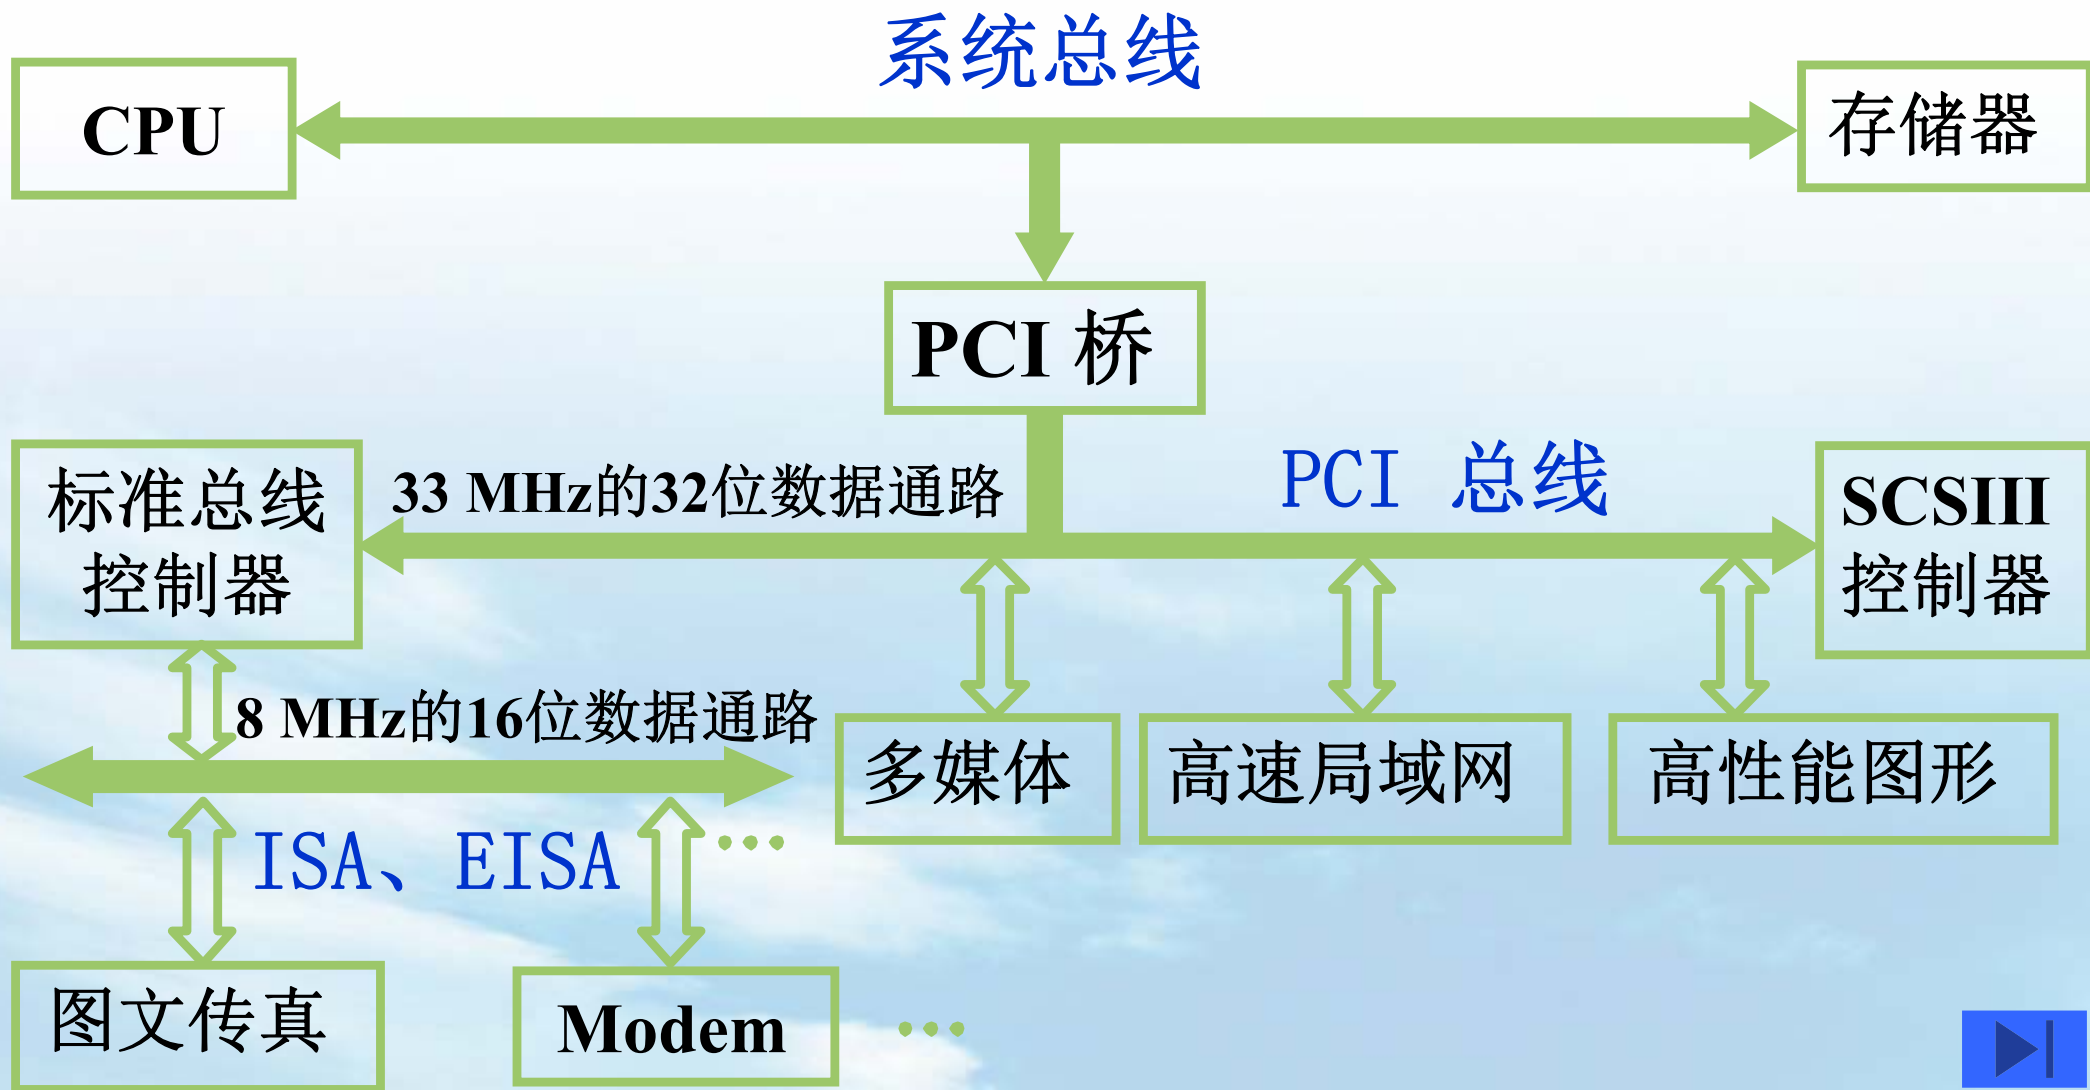 系统总线
CPU
存储器
PCI 桥
PCI 总线
33 MHz的32位数据通路
标准总线
控制器
SCSIII
控制器
8 MHz的16位数据通路
多媒体
高速局域网
高性能图形
ISA、EISA
…
图文传真
Modem
…